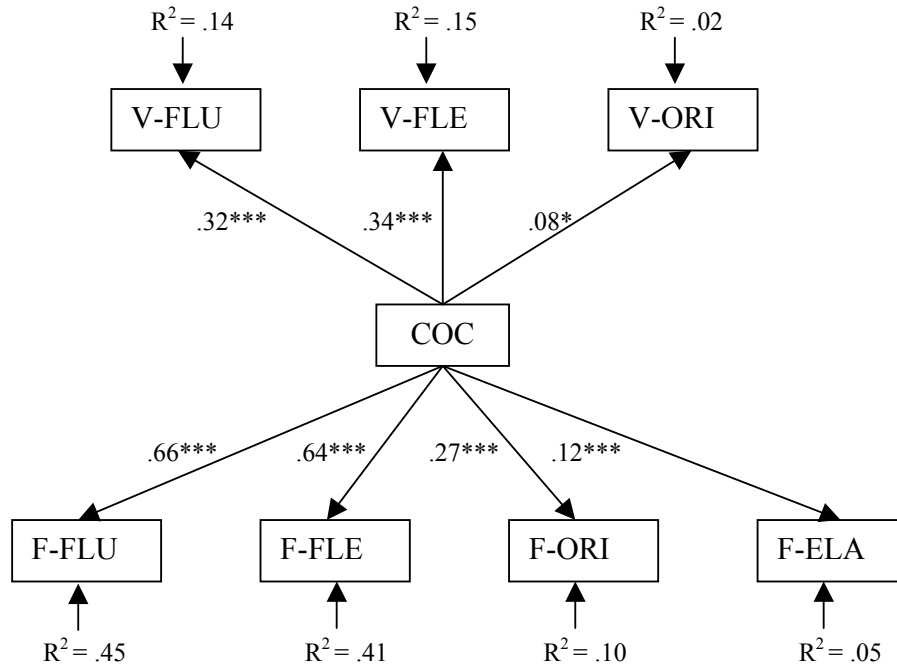 R² = .14 R² = .15 R² = .02
V-FLU V-FLE V-ORI
.32*** .34*** .08*
COC
.66*** .64*** .27*** .12***
F-FLU F-FLE F-ORI F-ELA
R² = .45 R² = .41 R² = .10 R² = .05